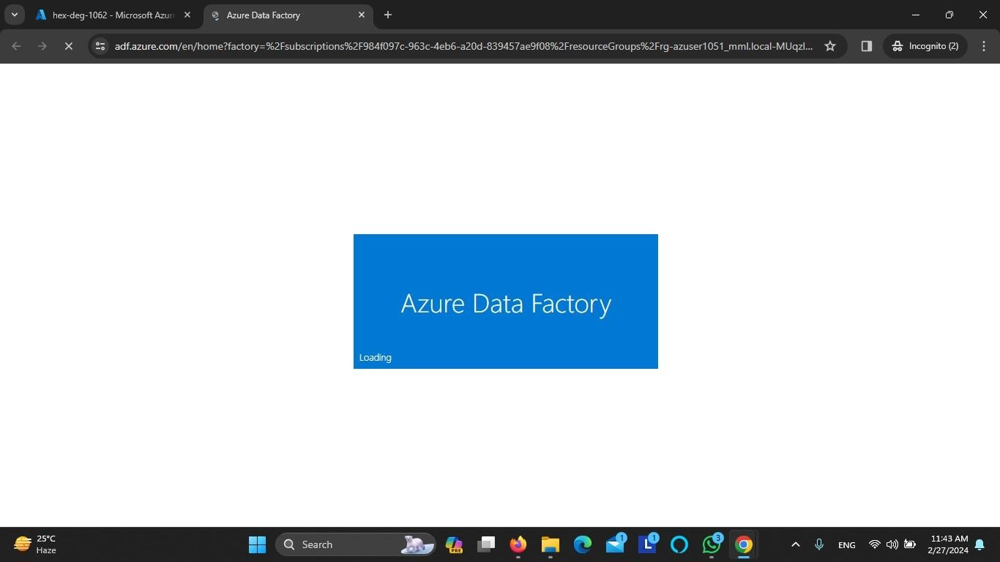 hex-deg-1062 - Microsoft Azur
Azure Data Factory
adf.azure.com/en/home?factory=%2Fsubscriptions%2F984f097c-963c-4eb6-a20d-839457ae9f08%2FresourceGroups%2Frg-azuser1051_mml.local-MUqzl...
Incognito (2)
Azure Data Factory
Loading
25°C
Haze
Search
PRE
1
L
1
3
ENG
11:43 AM
2/27/2024